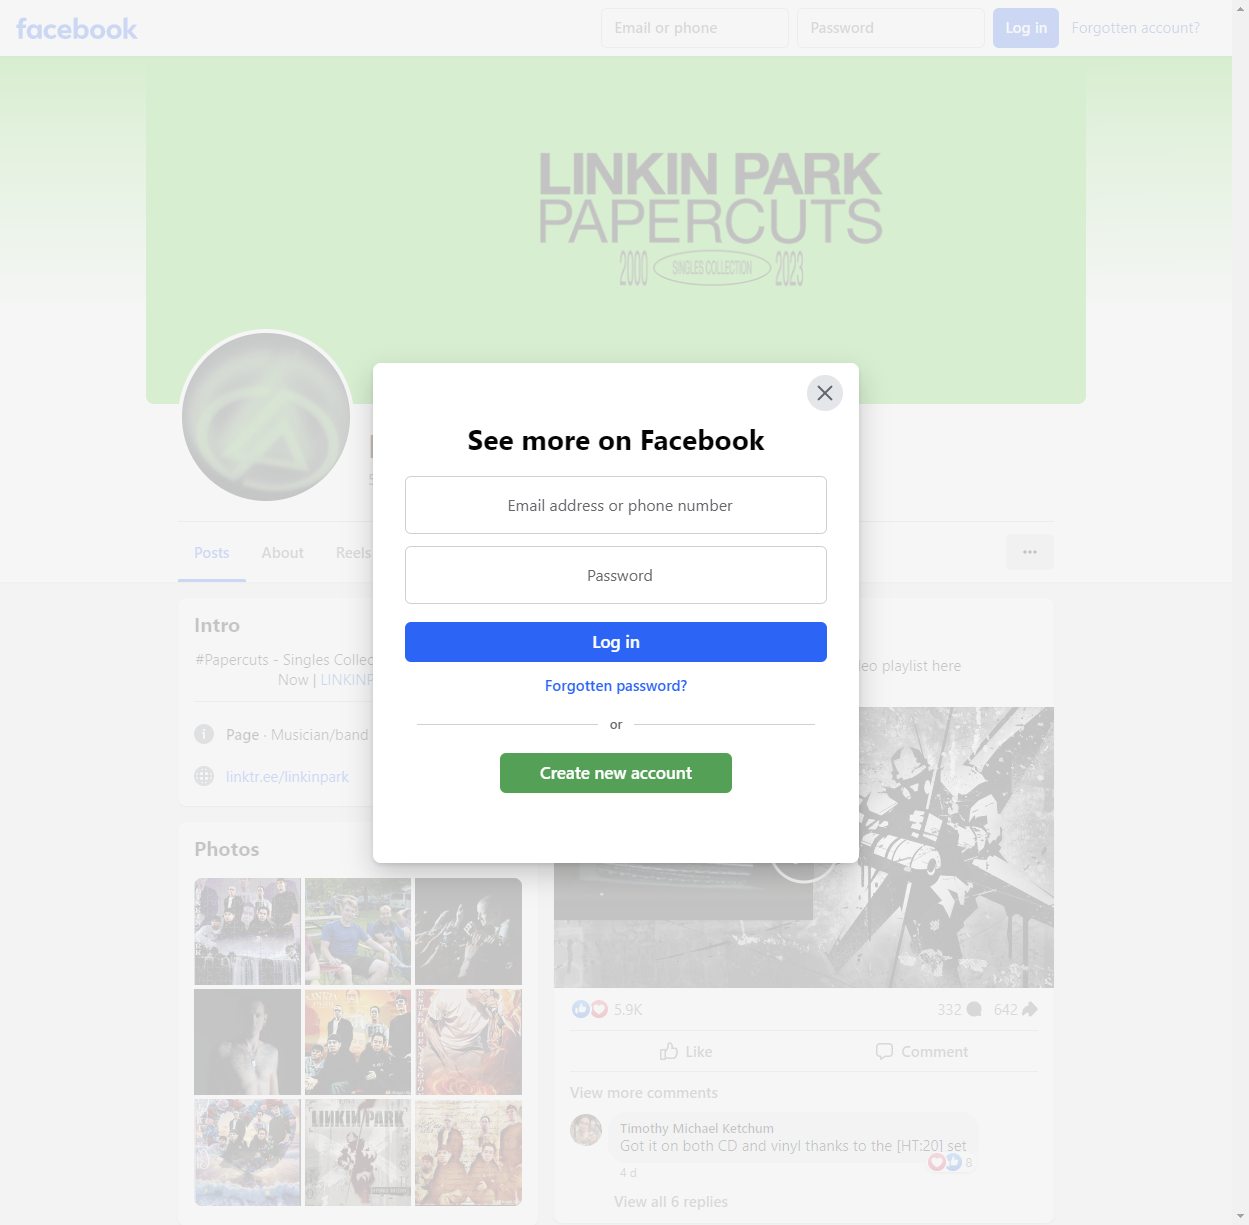 facebook
Email or phone
Password
Log in
Forgotten account?
LINKIN PARK
PAPERCUTS
2000 SINGLES COLLECTION 2023
See more on Facebook
Email address or phone number
Password
Log in
Forgotten password?
or
Create new account
Posts
About
Reels
Intro
#Papercuts - Singles Collec
Now | LINKINP
Page · Musician/band
linktr.ee/linkinpark
Photos
LINKIN PARK
eo playlist here
5.9K
332
642
Like
Comment
View more comments
Timothy Michael Ketchum
Got it on both CD and vinyl thanks to the [HT:20] set
8
4 d
View all 6 replies